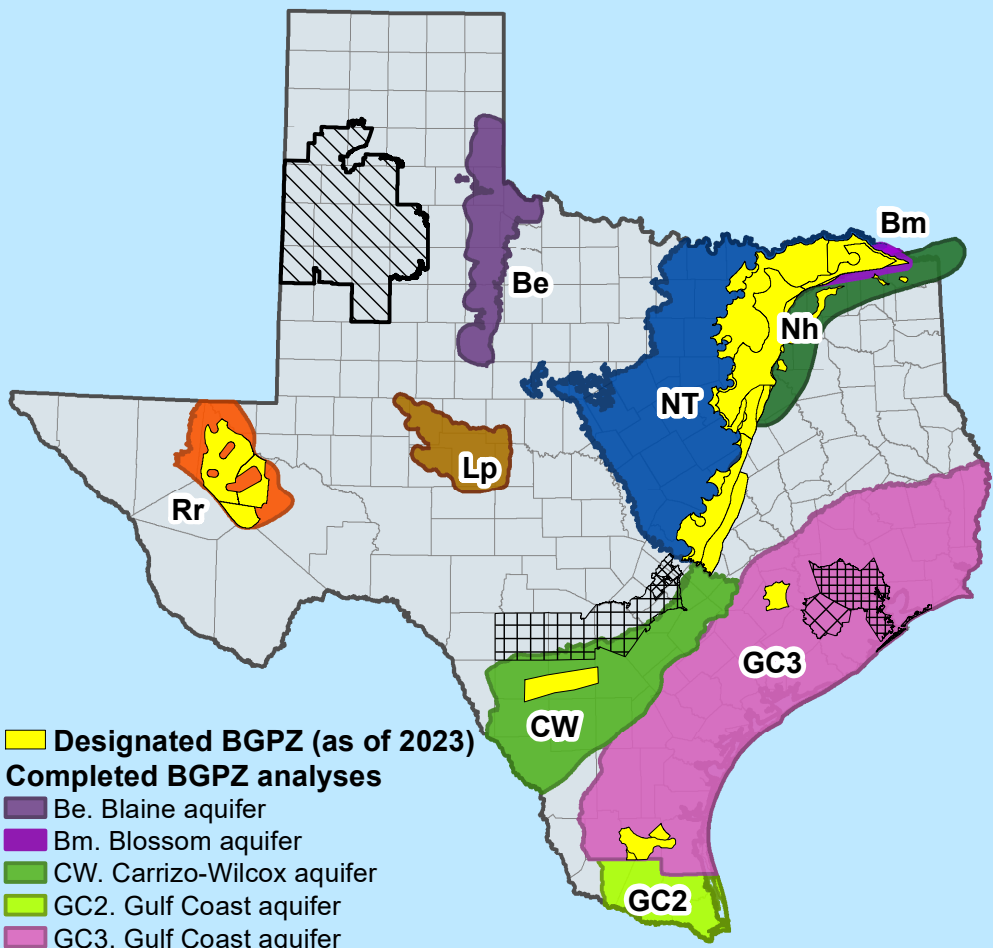 Bm
Be
Nh
NT
Lp
Rr
GC3
CW
Designated BGPZ (as of 2023)
Completed BGPZ analyses
Be. Blaine aquifer
Bm. Blossom aquifer
CW. Carrizo-Wilcox aquifer
GC2. Gulf Coast aquifer
GC2
GC3. Gulf Coast aquifer